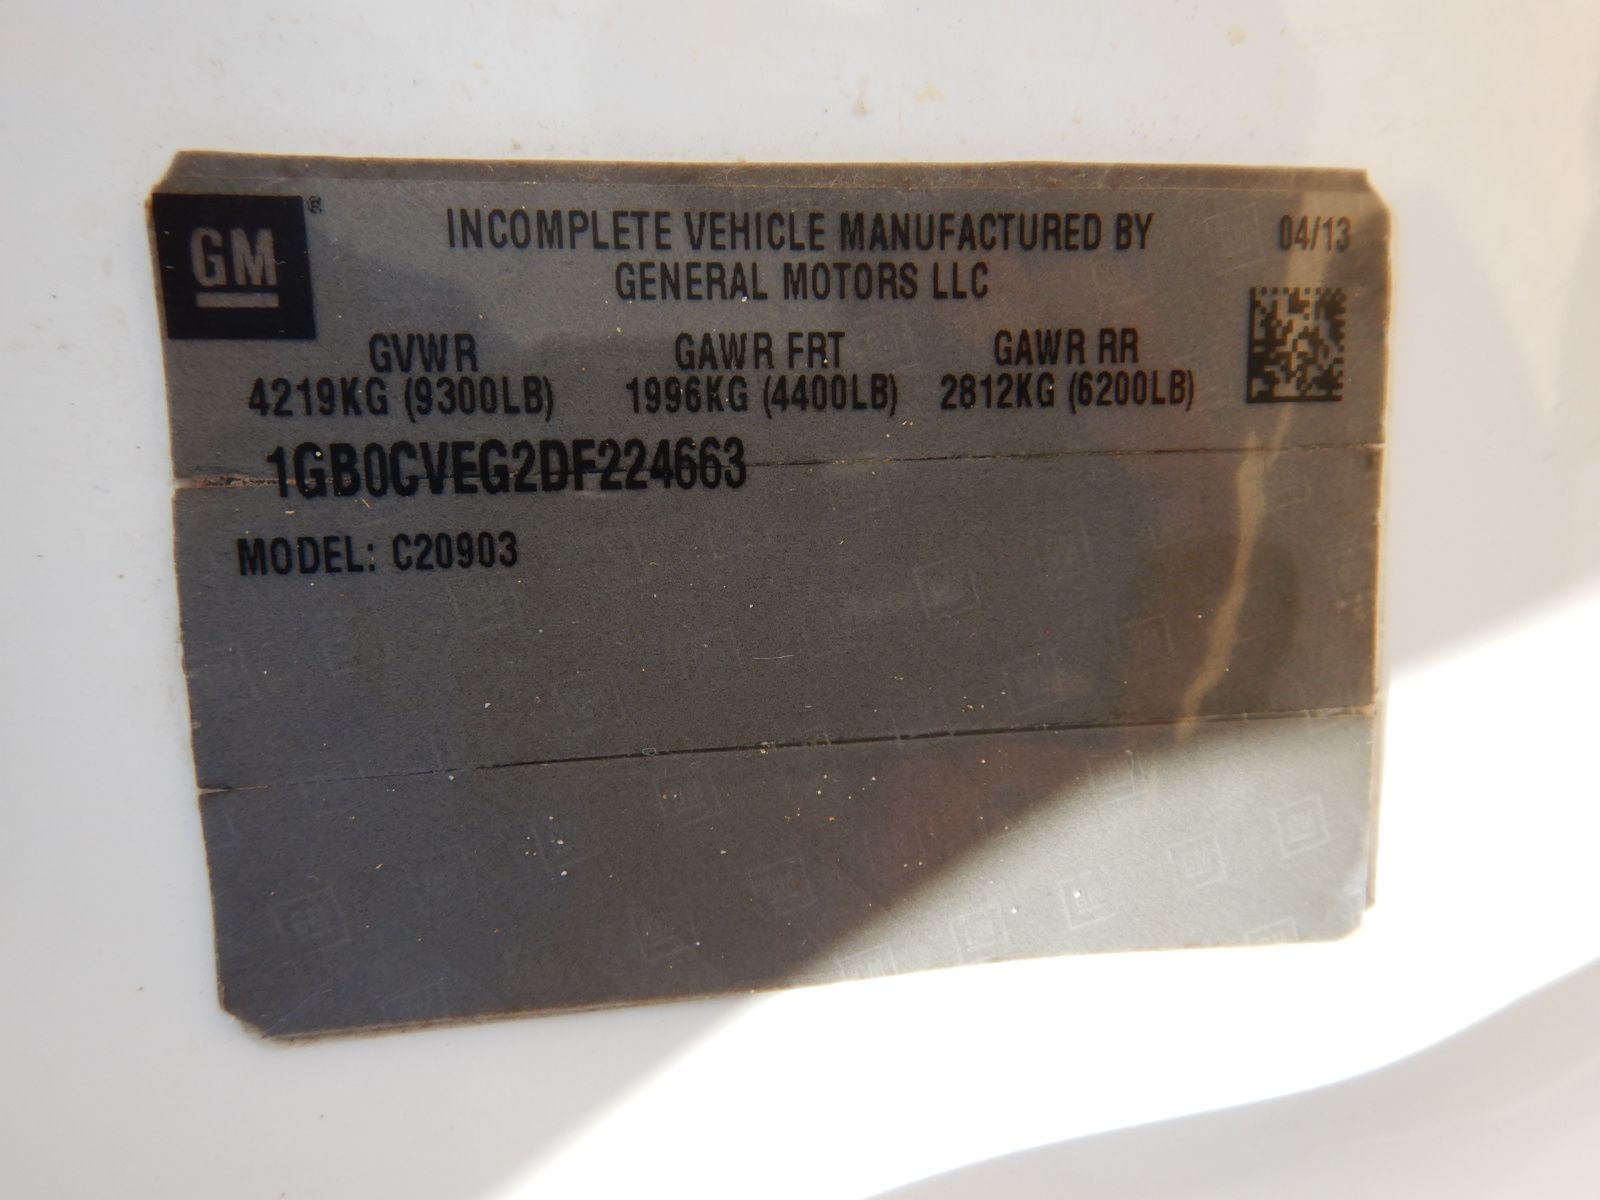 GM ®
INCOMPLETE VEHICLE MANUFACTURED BY
04/13
GENERAL MOTORS LLC
GVWR GAWR FRT GAWR RR
4219KG (9300LB) 1996KG (4400LB) 2812KG (6200LB)
1GB0CVEG2DF224663
MODEL: C20903